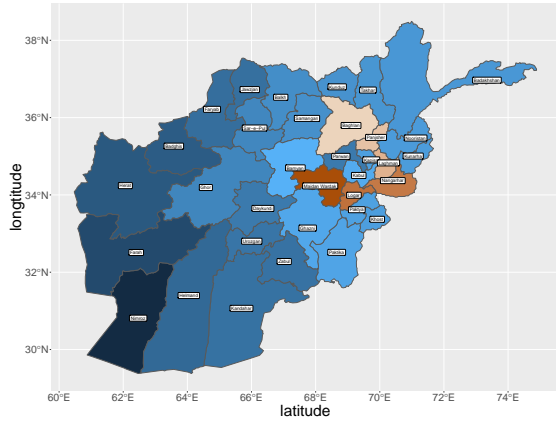 38°N
36°N
34°N
32°N
30°N
60°E
62°E
64°E
66°E
68°E
70°E
72°E
74°E
latitude
longtitude
Badakhshan
Jawzjan
Balkh
Kunduz
Takhar
Faryab
Samangan
Baghlan
Sar-e-Pul
Panjsher
Nooristan
Badghis
Parwan
Kapisa
Laghman
Kunarha
Bamyan
Kabul
Nangarhar
Herat
Ghor
Maidan Wardak
Logar
Daykundi
Paktya
Khost
Ghazni
Uruzgan
Farah
Zabul
Paktika
Helmand
Kandahar
Nimroz